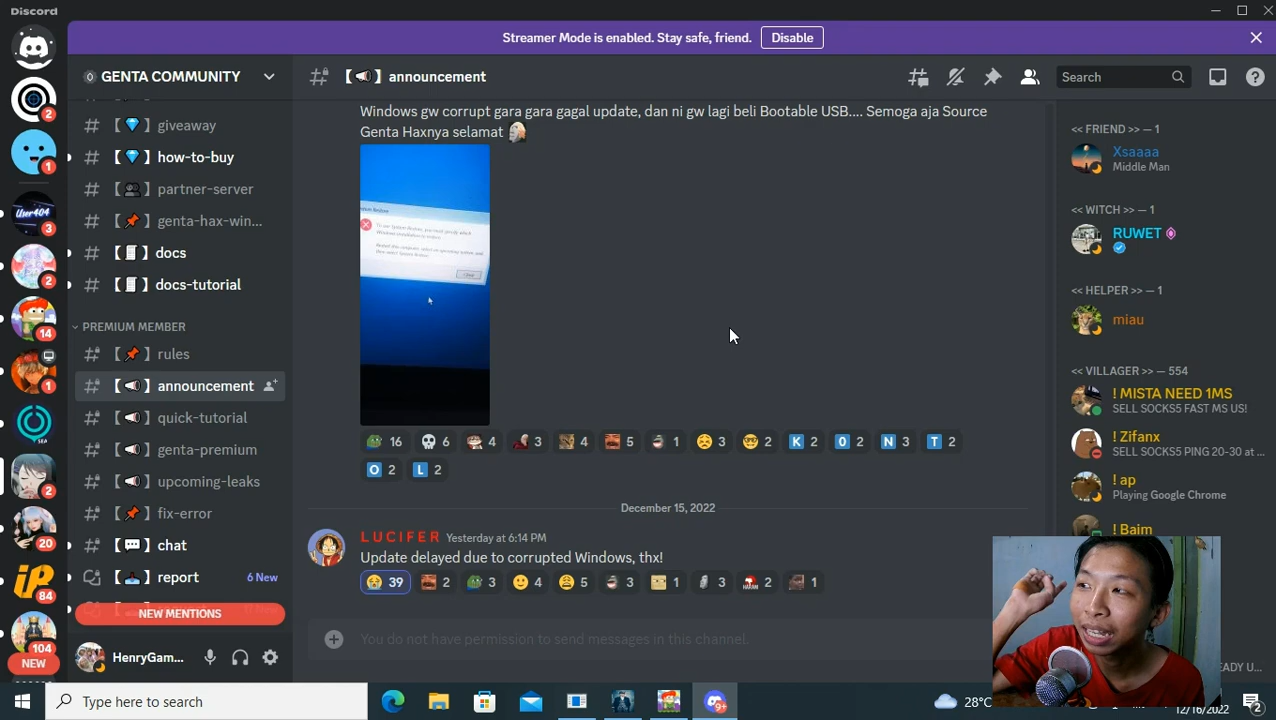 Discord
Streamer Mode is enabled. Stay safe, friend. Disable
GENTA COMMUNITY
【📢】announcement
Search
# 【💎】giveaway
# 【💎】how-to-buy
# 【👥】partner-server
# 【📌】genta-hax-win...
# 【📑】docs
# 【📑】docs-tutorial
PREMIUM MEMBER
【📌】rules
【📢】announcement
【📢】quick-tutorial
【📢】genta-premium
【📢】upcoming-leaks
【📌】fix-error
【💬】chat
【📥】report 6 New
NEW MENTIONS
HenryGam...
2
1
3
2
14
1
SEA
2
20
84
104
NEW
Windows gw corrupt gara gara gagal update, dan ni gw lagi beli Bootable USB.... Semoga aja Source
Genta Haxnya selamat
16 6 4 3 4 5 1 3 2 K 2 O 2 N 3 T 2
O 2 L 2
December 15, 2022
LUCIFER Yesterday at 6:14 PM
Update delayed due to corrupted Windows, thx!
39 2 3 4 5 3 1 3 2 1
You do not have permission to send messages in this channel.
<< FRIEND >> — 1
Xsaaaa
Middle Man
<< WITCH >> — 1
RUWET
<< HELPER >> — 1
miau
<< VILLAGER >> — 554
! MISTA NEED 1MS
SELL SOCKS5 FAST MS US!
! Zifanx
SELL SOCKS5 PING 20-30 at ...
! ap
Playing Google Chrome
! Baim
Type here to search
9+
28°C
12/16/2022
2